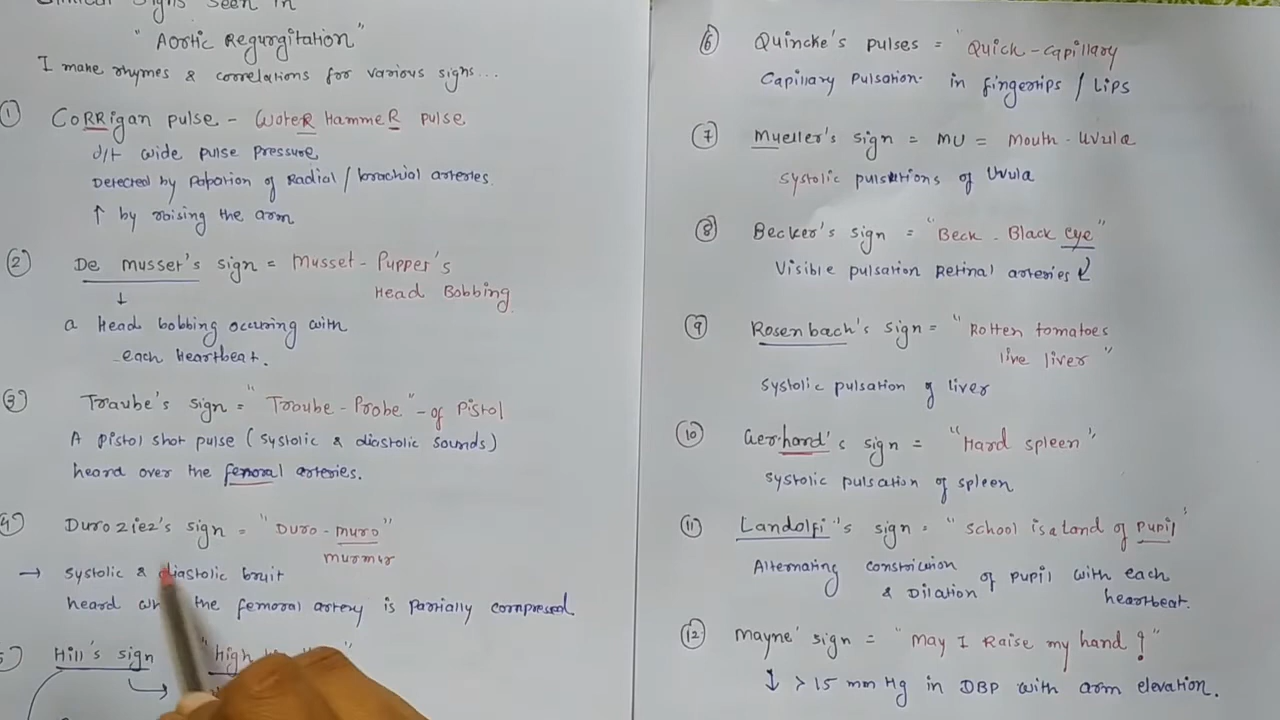 Clinical Signs seen in
"Aortic Regurgitation"
I make rhymes & correlations for various signs...
① CoRRigan pulse - WateR HammeR pulse
d/t wide pulse pressure
Detected by Palpation of Radial / brachial arteries.
↑ by raising the arm
② De musset's sign = Musset - Pupper's
Head Bobbing
↓
a Head bobbing occuring with
each heartbeat.
③ Traube's sign = "Traube - Probe" - of Pistol
A pistol shot pulse (systolic & diastolic sounds)
heard over the femoral arteries.
④ Duroziez's sign = "Duro - muro"
murmur
→ systolic & diastolic bruit
heard the femoral artery is partially compressed
Hill's sign "high
⑥ Quincke's pulses = "Quick - Capillary
Capillary Pulsation in fingertips / Lips
⑦ Mueller's sign = MU = Mouth - Uvula
systolic pulsations of Uvula
⑧ Becker's sign = "Beck - Black eye"
Visible pulsation Retinal arteries
⑨ Rosenbach's sign = "Rotten tomatoes
live liver"
systolic pulsation of liver
⑩ Gerhard's sign = "Hard spleen"
systolic pulsation of spleen
⑪ Landolfi's sign = "School is a Land of pupil'
Alternating constriction
& Dilation of pupil with each
heartbeat.
⑫ Mayne' sign = "May I Raise my hand ?"
↓ > 15 mm Hg in DBP with arm elevation.